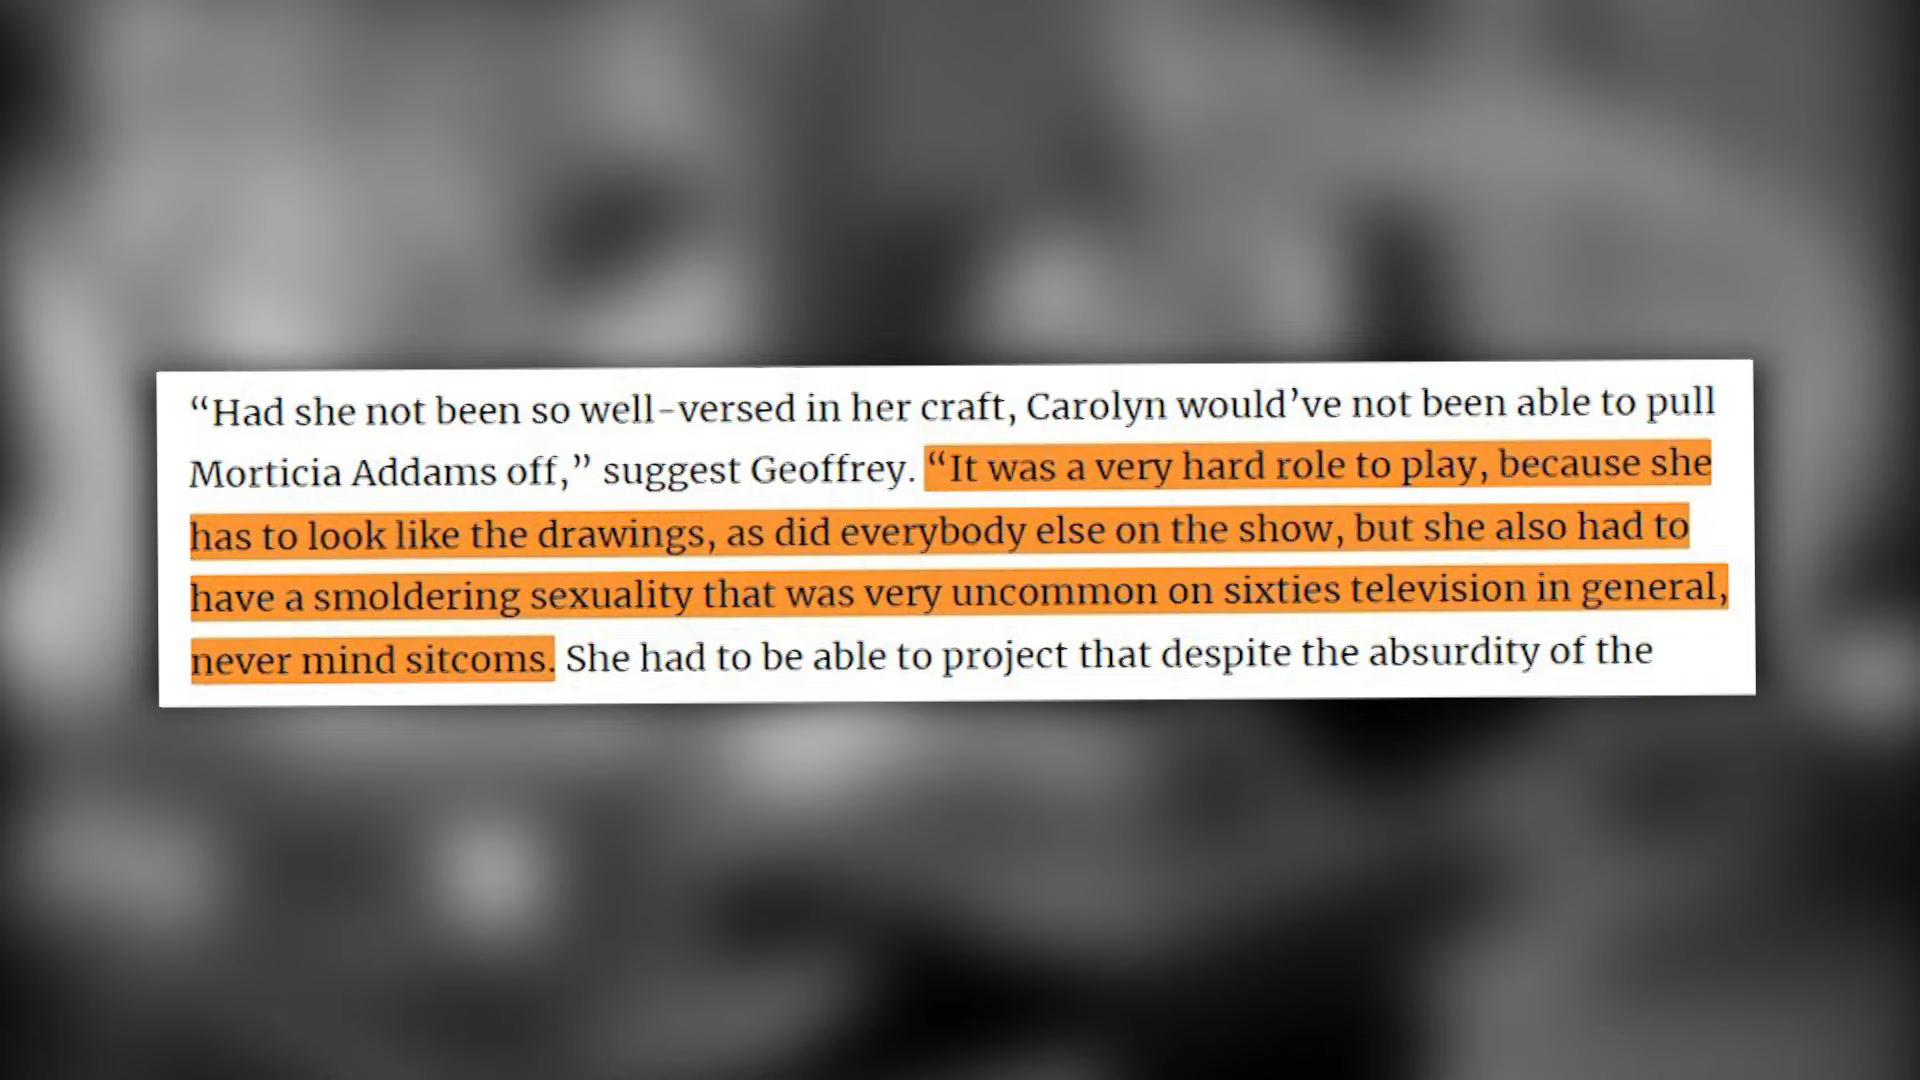 “Had she not been so well-versed in her craft, Carolyn would’ve not been able to pull
Morticia Addams off,” suggest Geoffrey. “It was a very hard role to play, because she
has to look like the drawings, as did everybody else on the show, but she also had to
have a smoldering sexuality that was very uncommon on sixties television in general,
never mind sitcoms. She had to be able to project that despite the absurdity of the